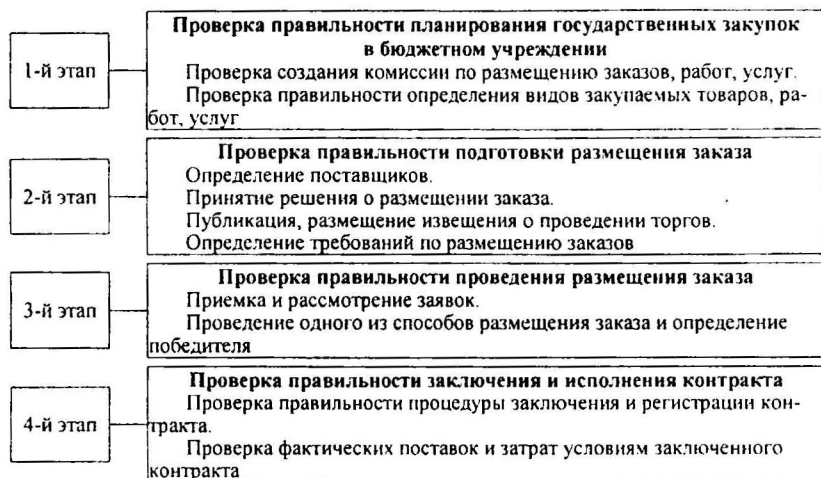 1-й этап
Проверка правильности планирования государственных закупок
в бюджетном учреждении
Проверка создания комиссии по размещению заказов, работ, услуг.
Проверка правильности определения видов закупаемых товаров, ра-
бот, услуг
2-й этап
Проверка правильности подготовки размещения заказа
Определение поставщиков.
Принятие решения о размещении заказа.
Публикация, размещение извещения о проведении торгов.
Определение требований по размещению заказов
3-й этап
Проверка правильности проведения размещения заказа
Приемка и рассмотрение заявок.
Проведение одного из способов размещения заказа и определение
победителя
4-й этап
Проверка правильности заключения и исполнения контракта
Проверка правильности процедуры заключения и регистрации кон-
тракта.
Проверка фактических поставок и затрат условиям заключенного
контракта